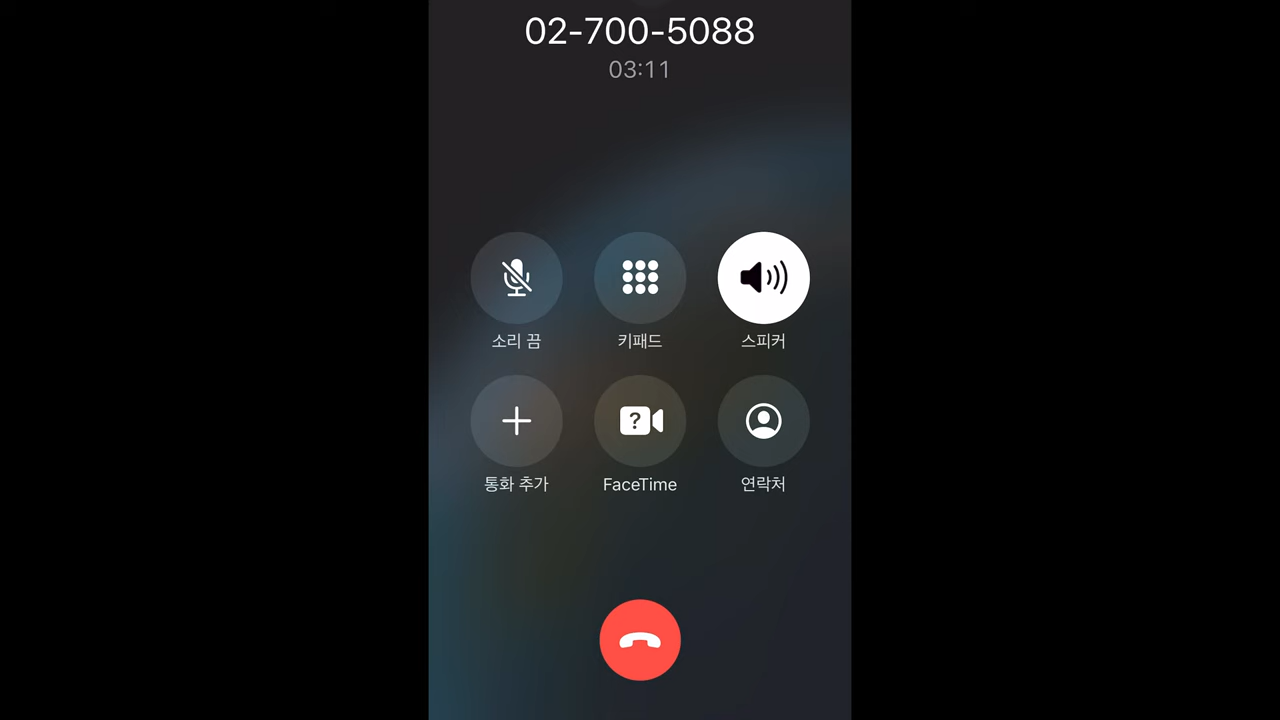 02-700-5088
03:11
소리 끔
키패드
스피커
?
통화 추가
FaceTime
연락처